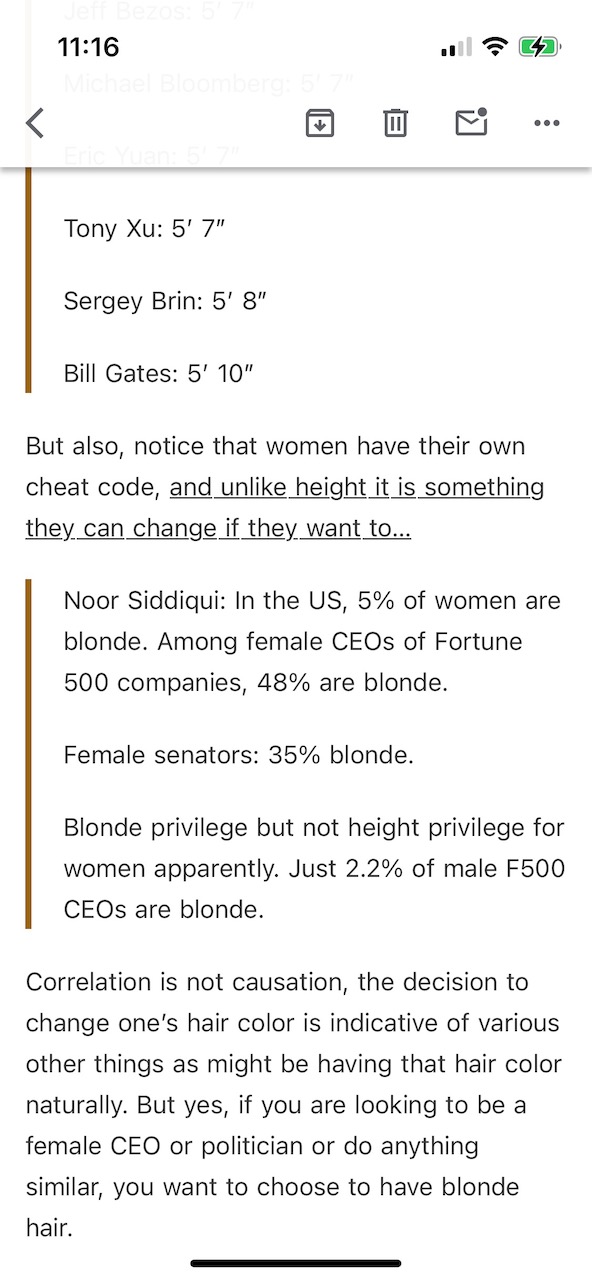 Jeff Bezos: 5′ 7″
11:16
Michael Bloomberg: 5′ 7″
Eric Yuan: 5′ 7″
Tony Xu: 5′ 7″
Sergey Brin: 5′ 8″
Bill Gates: 5′ 10″
But also, notice that women have their own
cheat code, and unlike height it is something
they can change if they want to…
Noor Siddiqui: In the US, 5% of women are
blonde. Among female CEOs of Fortune
500 companies, 48% are blonde.
Female senators: 35% blonde.
Blonde privilege but not height privilege for
women apparently. Just 2.2% of male F500
CEOs are blonde.
Correlation is not causation, the decision to
change one’s hair color is indicative of various
other things as might be having that hair color
naturally. But yes, if you are looking to be a
female CEO or politician or do anything
similar, you want to choose to have blonde
hair.